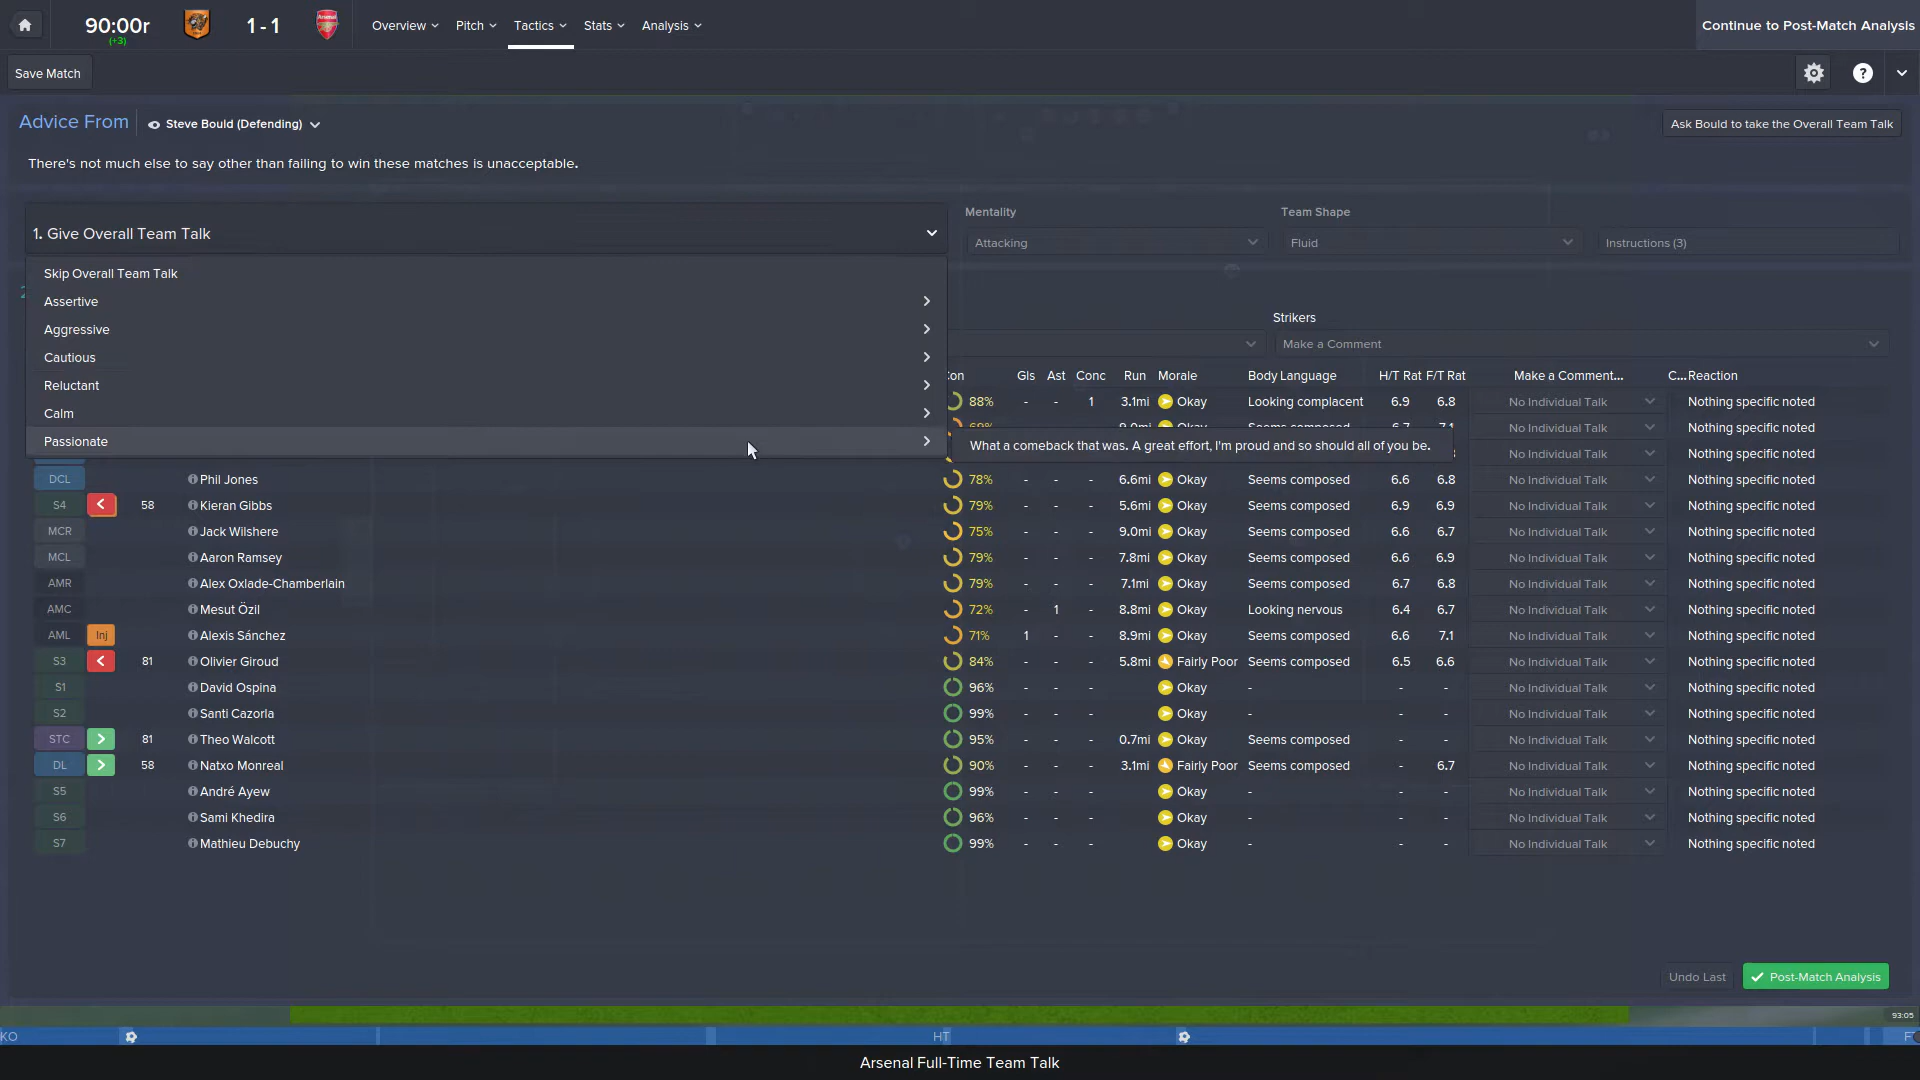 90:00r
(+3)
1 - 1
Overview
Pitch
Tactics
Stats
Analysis
Continue to Post-Match Analysis
Save Match
?
Advice From
Steve Bould (Defending)
Ask Bould to take the Overall Team Talk
There's not much else to say other than failing to win these matches is unacceptable.
1. Give Overall Team Talk
Mentality
Team Shape
Attacking
Fluid
Instructions (3)
Skip Overall Team Talk
Assertive
Aggressive
Cautious
Reluctant
Calm
Passionate
What a comeback that was. A great effort, I'm proud and so should all of you be.
Strikers
Make a Comment
Gls Ast Conc Run Morale Body Language H/T Rat F/T Rat Make a Comment... C... Reaction
88% - - 1 3.1mi Okay Looking complacent 6.9 6.8 No Individual Talk Nothing specific noted
No Individual Talk Nothing specific noted
No Individual Talk Nothing specific noted
DCL Phil Jones 78% - - - 6.6mi Okay Seems composed 6.6 6.8 No Individual Talk Nothing specific noted
S4 58 Kieran Gibbs 79% - - - 5.6mi Okay Seems composed 6.9 6.9 No Individual Talk Nothing specific noted
MCR Jack Wilshere 75% - - - 9.0mi Okay Seems composed 6.6 6.7 No Individual Talk Nothing specific noted
MCL Aaron Ramsey 79% - - - 7.8mi Okay Seems composed 6.6 6.9 No Individual Talk Nothing specific noted
AMR Alex Oxlade-Chamberlain 79% - - - 7.1mi Okay Seems composed 6.7 6.8 No Individual Talk Nothing specific noted
AMC Mesut Özil 72% - 1 - 8.8mi Okay Looking nervous 6.4 6.7 No Individual Talk Nothing specific noted
AML Inj Alexis Sánchez 71% 1 - - 8.9mi Okay Seems composed 6.6 7.1 No Individual Talk Nothing specific noted
S3 81 Olivier Giroud 84% - - - 5.8mi Fairly Poor Seems composed 6.5 6.6 No Individual Talk Nothing specific noted
S1 David Ospina 96% - - - Okay - - - No Individual Talk Nothing specific noted
S2 Santi Cazorla 99% - - - Okay - - - No Individual Talk Nothing specific noted
STC 81 Theo Walcott 95% - - - 0.7mi Okay Seems composed - - No Individual Talk Nothing specific noted
DL 58 Natxo Monreal 90% - - - 3.1mi Fairly Poor Seems composed - 6.7 No Individual Talk Nothing specific noted
S5 André Ayew 99% - - - Okay - - - No Individual Talk Nothing specific noted
S6 Sami Khedira 96% - - - Okay - - - No Individual Talk Nothing specific noted
S7 Mathieu Debuchy 99% - - - Okay - - - No Individual Talk Nothing specific noted
Undo Last
Post-Match Analysis
93:05
KO
HT
Arsenal Full-Time Team Talk